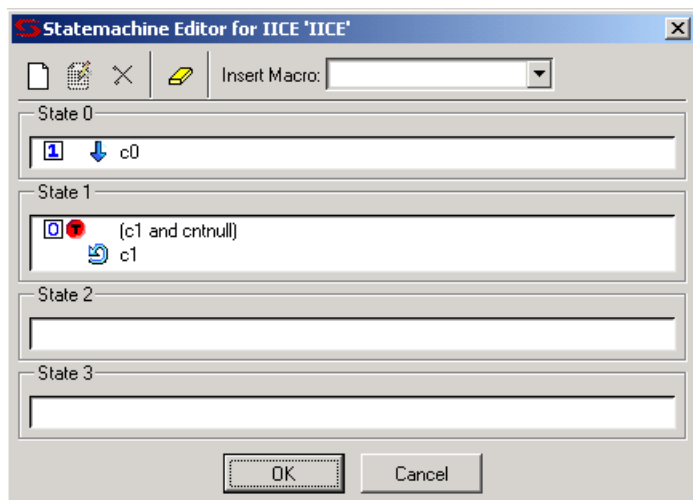 Statemachine Editor for IICE 'IICE'
Insert Macro:
State 0
1 c0
State 1
0 T (c1 and cntnull)
c1
State 2
State 3
OK Cancel